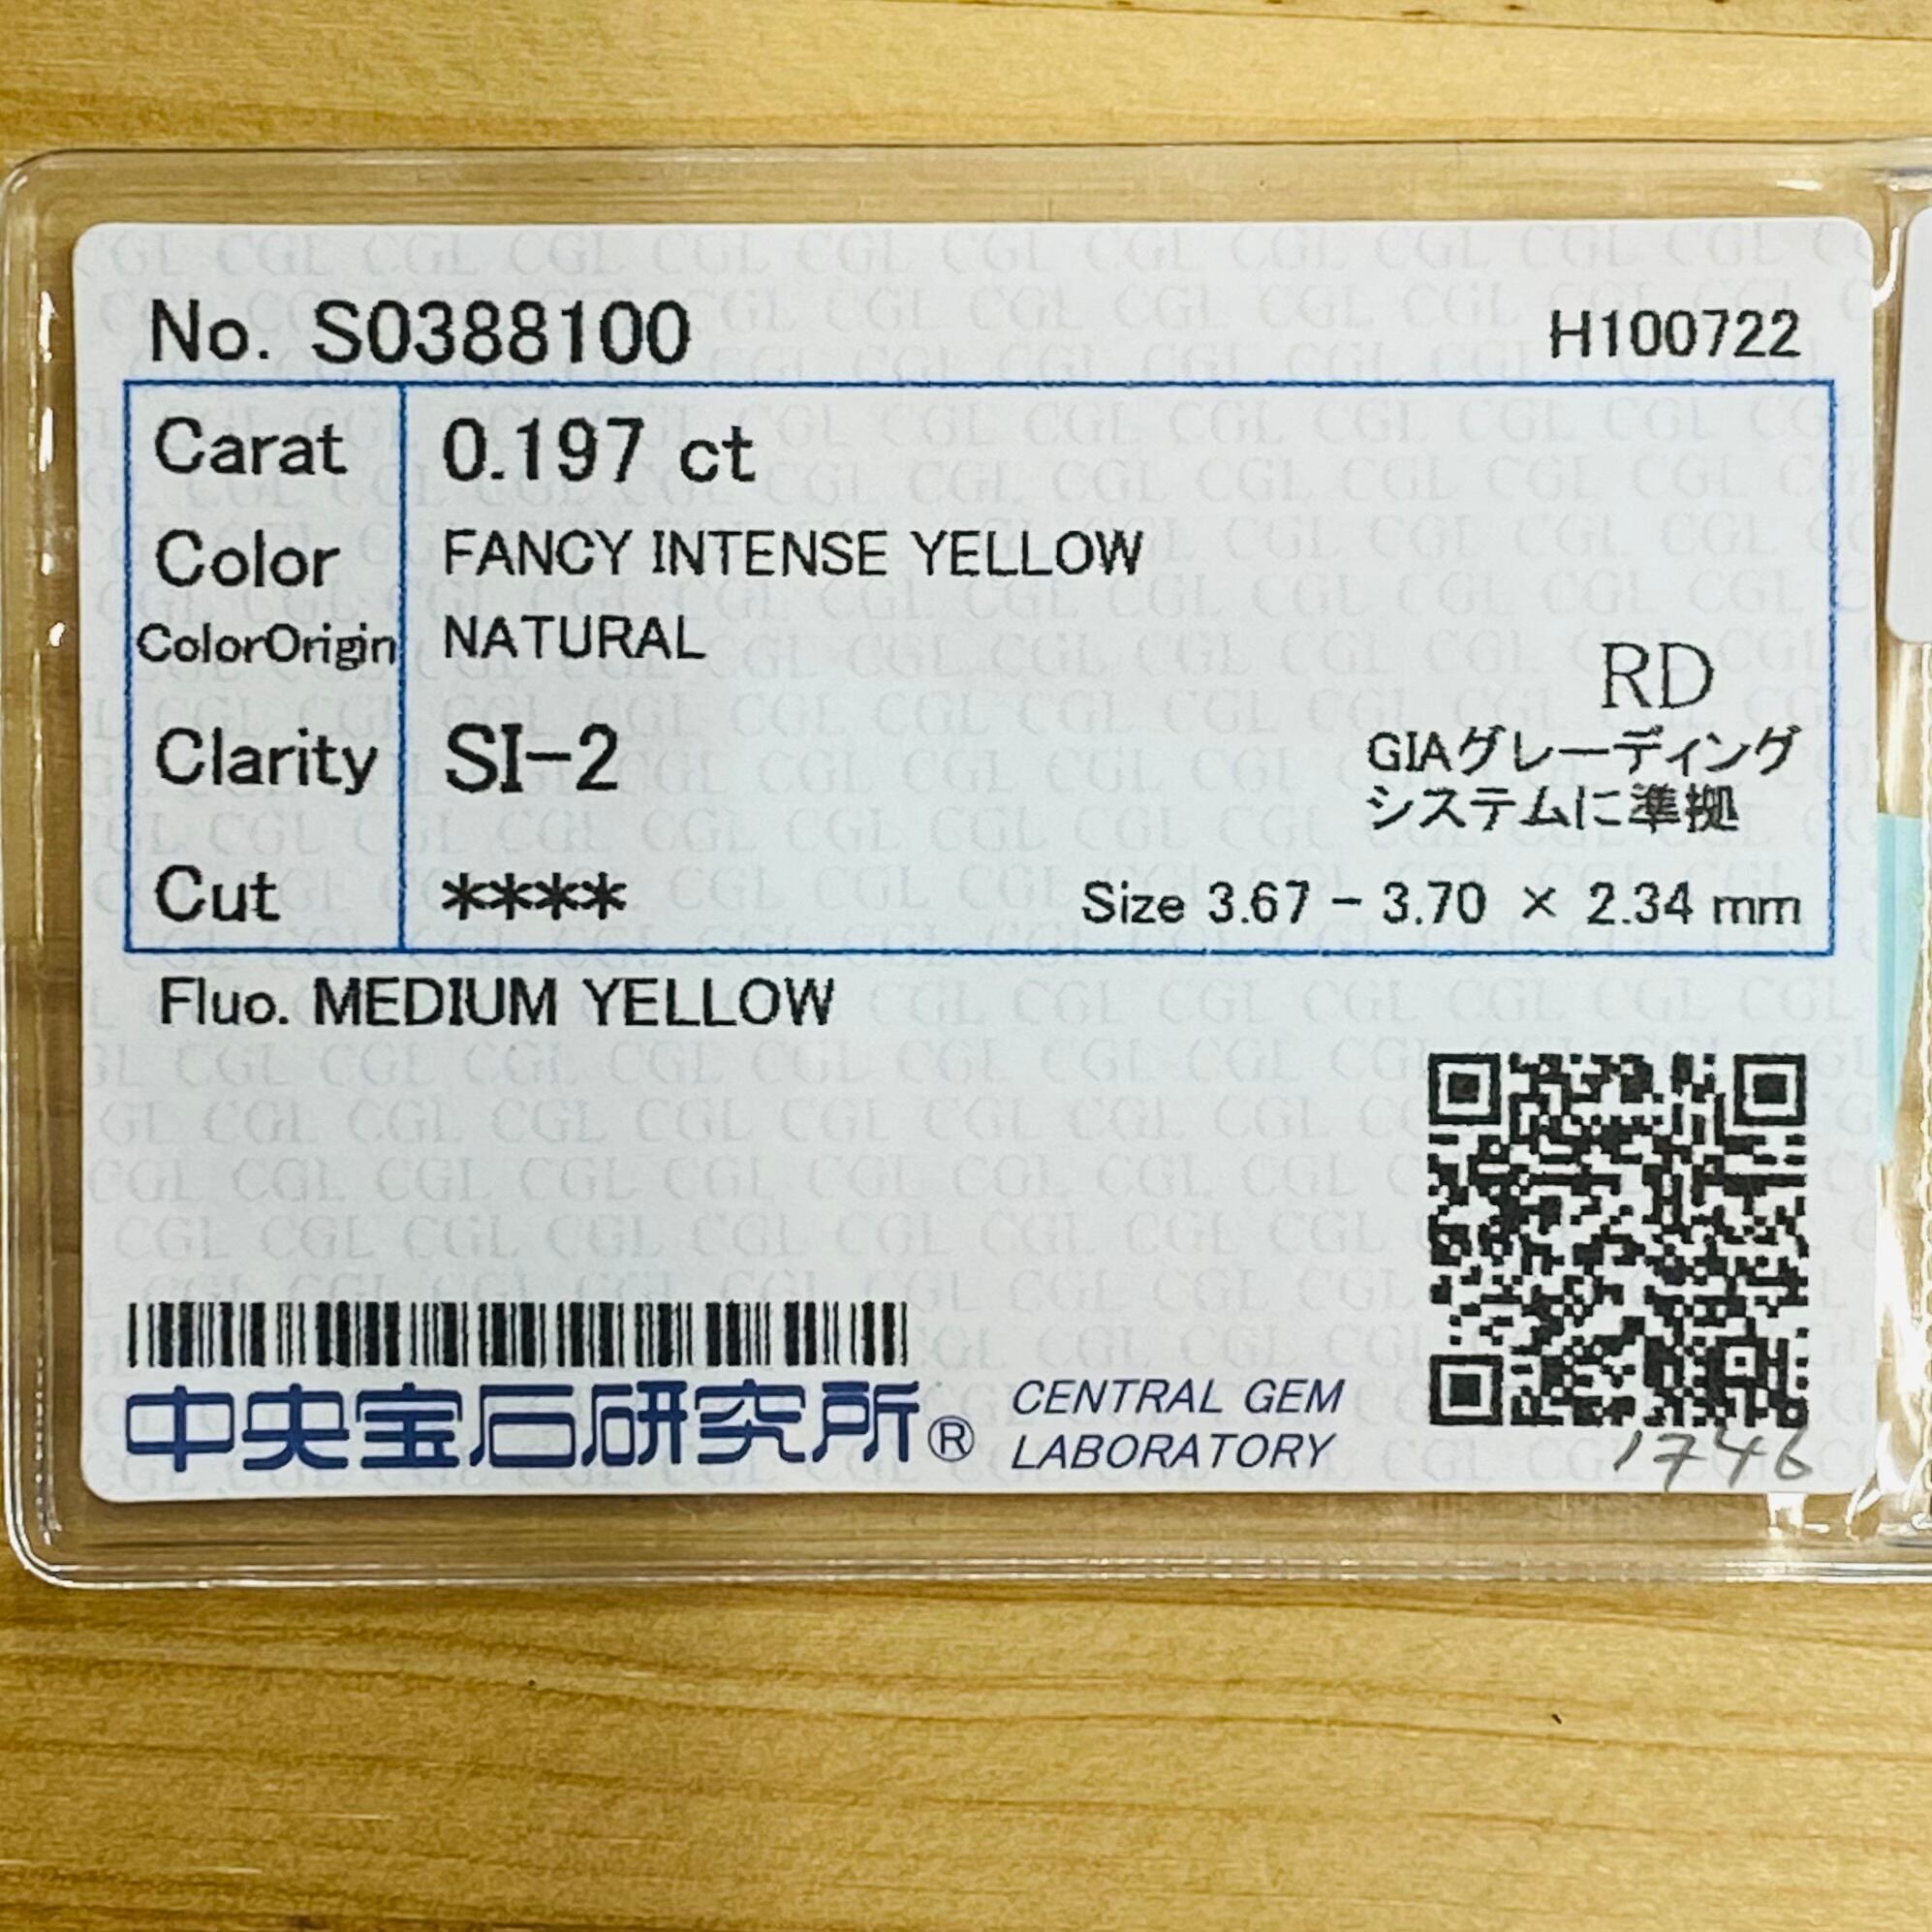 No. S0388100
H100722
Carat 0.197 ct
Color FANCY INTENSE YELLOW
ColorOrigin NATURAL
RD
Clarity SI-2
GIAグレーディング
システムに準拠
Cut ****
Size 3.67 - 3.70 × 2.34 mm
Fluo. MEDIUM YELLOW
中央宝石研究所®
CENTRAL GEM
LABORATORY
1746